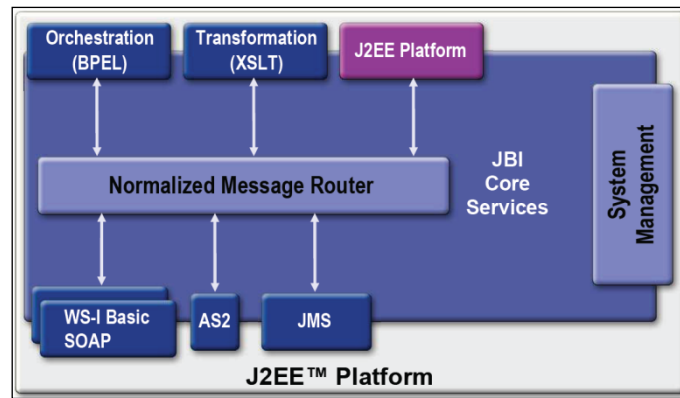 Orchestration
(BPEL)
Transformation
(XSLT)
J2EE Platform
Normalized Message Router
JBI
Core
Services
System
Management
WS-I Basic
SOAP
AS2
JMS
J2EE™ Platform